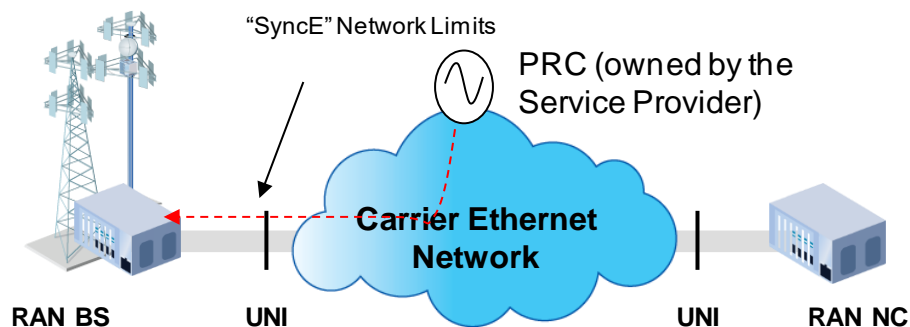 “SyncE” Network Limits
PRC (owned by the
Service Provider)
Carrier Ethernet
Network
RAN BS
UNI
UNI
RAN NC